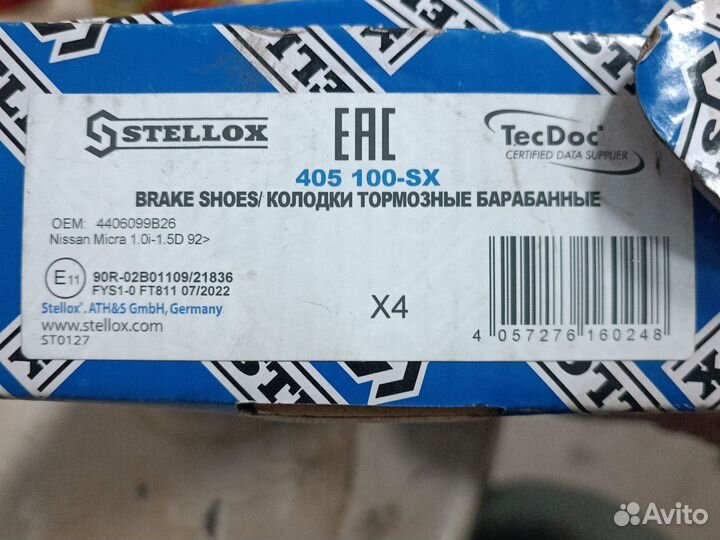 STELLOX
EAC
TecDoc
CERTIFIED DATA SUPPLIER
405 100-SX
BRAKE SHOES/ КОЛОДКИ ТОРМОЗНЫЕ БАРАБАННЫЕ
OEM: 4406099B26
Nissan Micra 1.0i-1.5D 92>
E11 90R-02B01109/21836
FYS1-0 FT811 07/2022
Stellox. ATH&S GmbH, Germany
www.stellox.com
ST0127
X4
4 057276 160248
Avito